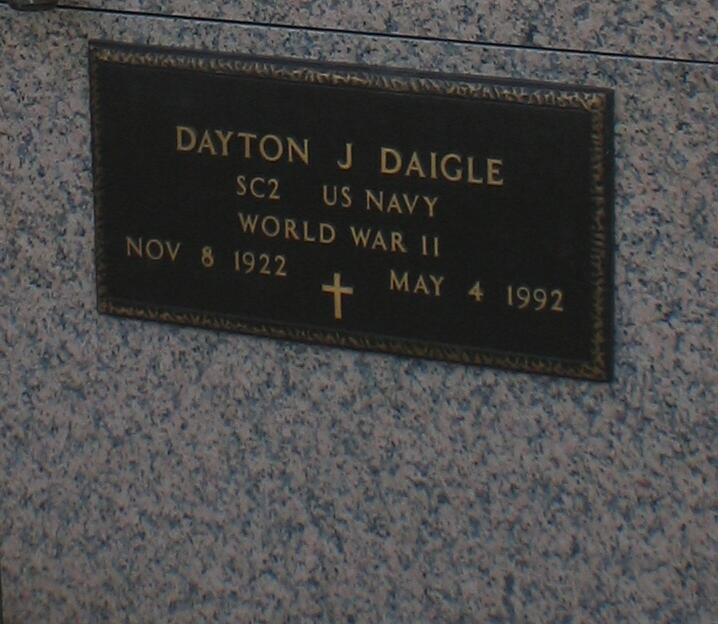 DAYTON J DAIGLE
SC2 US NAVY
WORLD WAR II
NOV 8 1922 MAY 4 1992